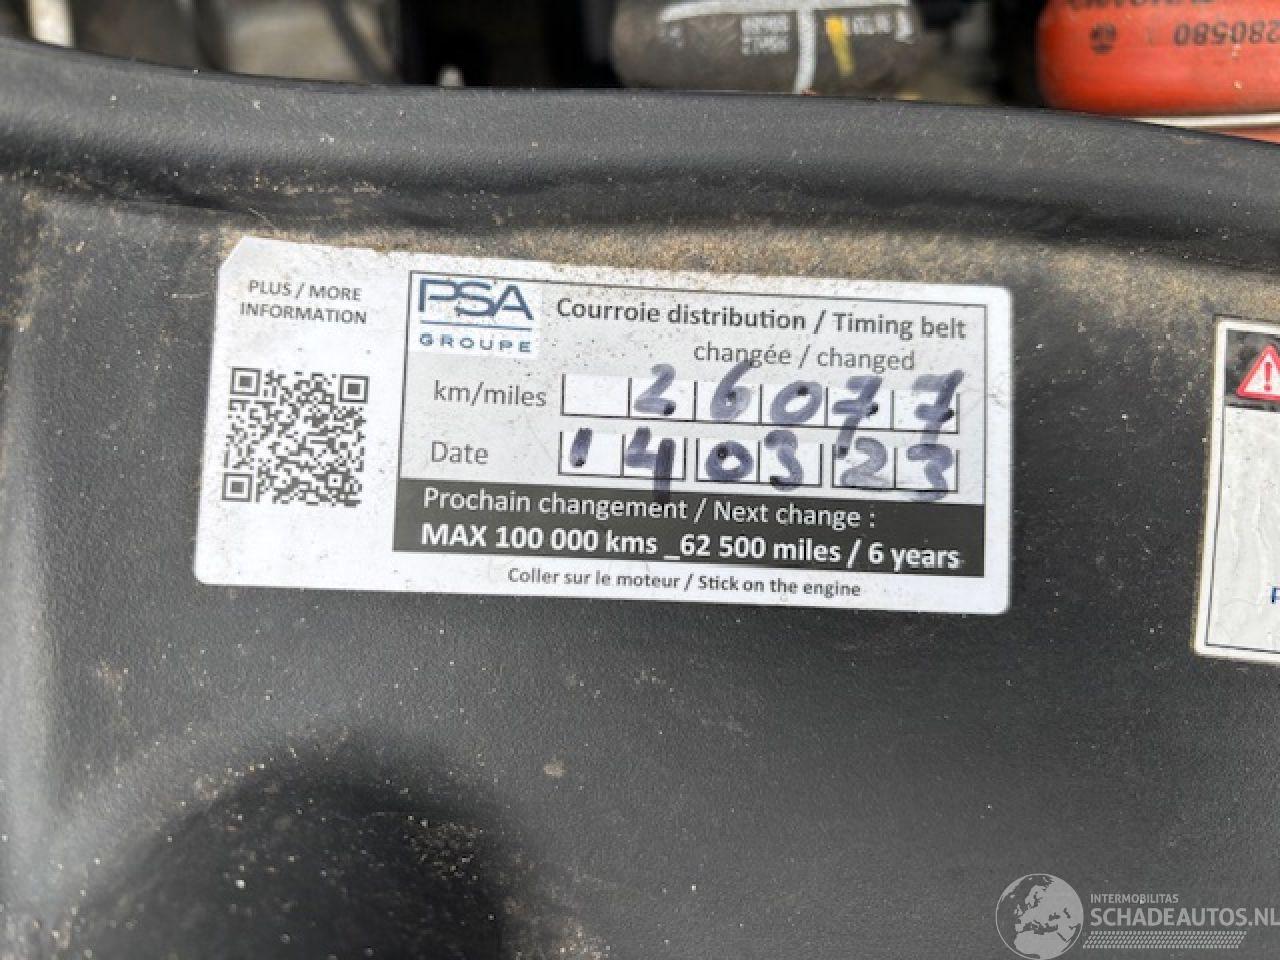 280580
PLUS / MORE
INFORMATION
PSA
GROUPE
Courroie distribution / Timing belt
changée / changed
km/miles 26077
Date 140323
Prochain changement / Next change :
MAX 100 000 kms _62 500 miles / 6 years
Coller sur le moteur / Stick on the engine
INTERMOBILITAS
SCHADEAUTOS.NL